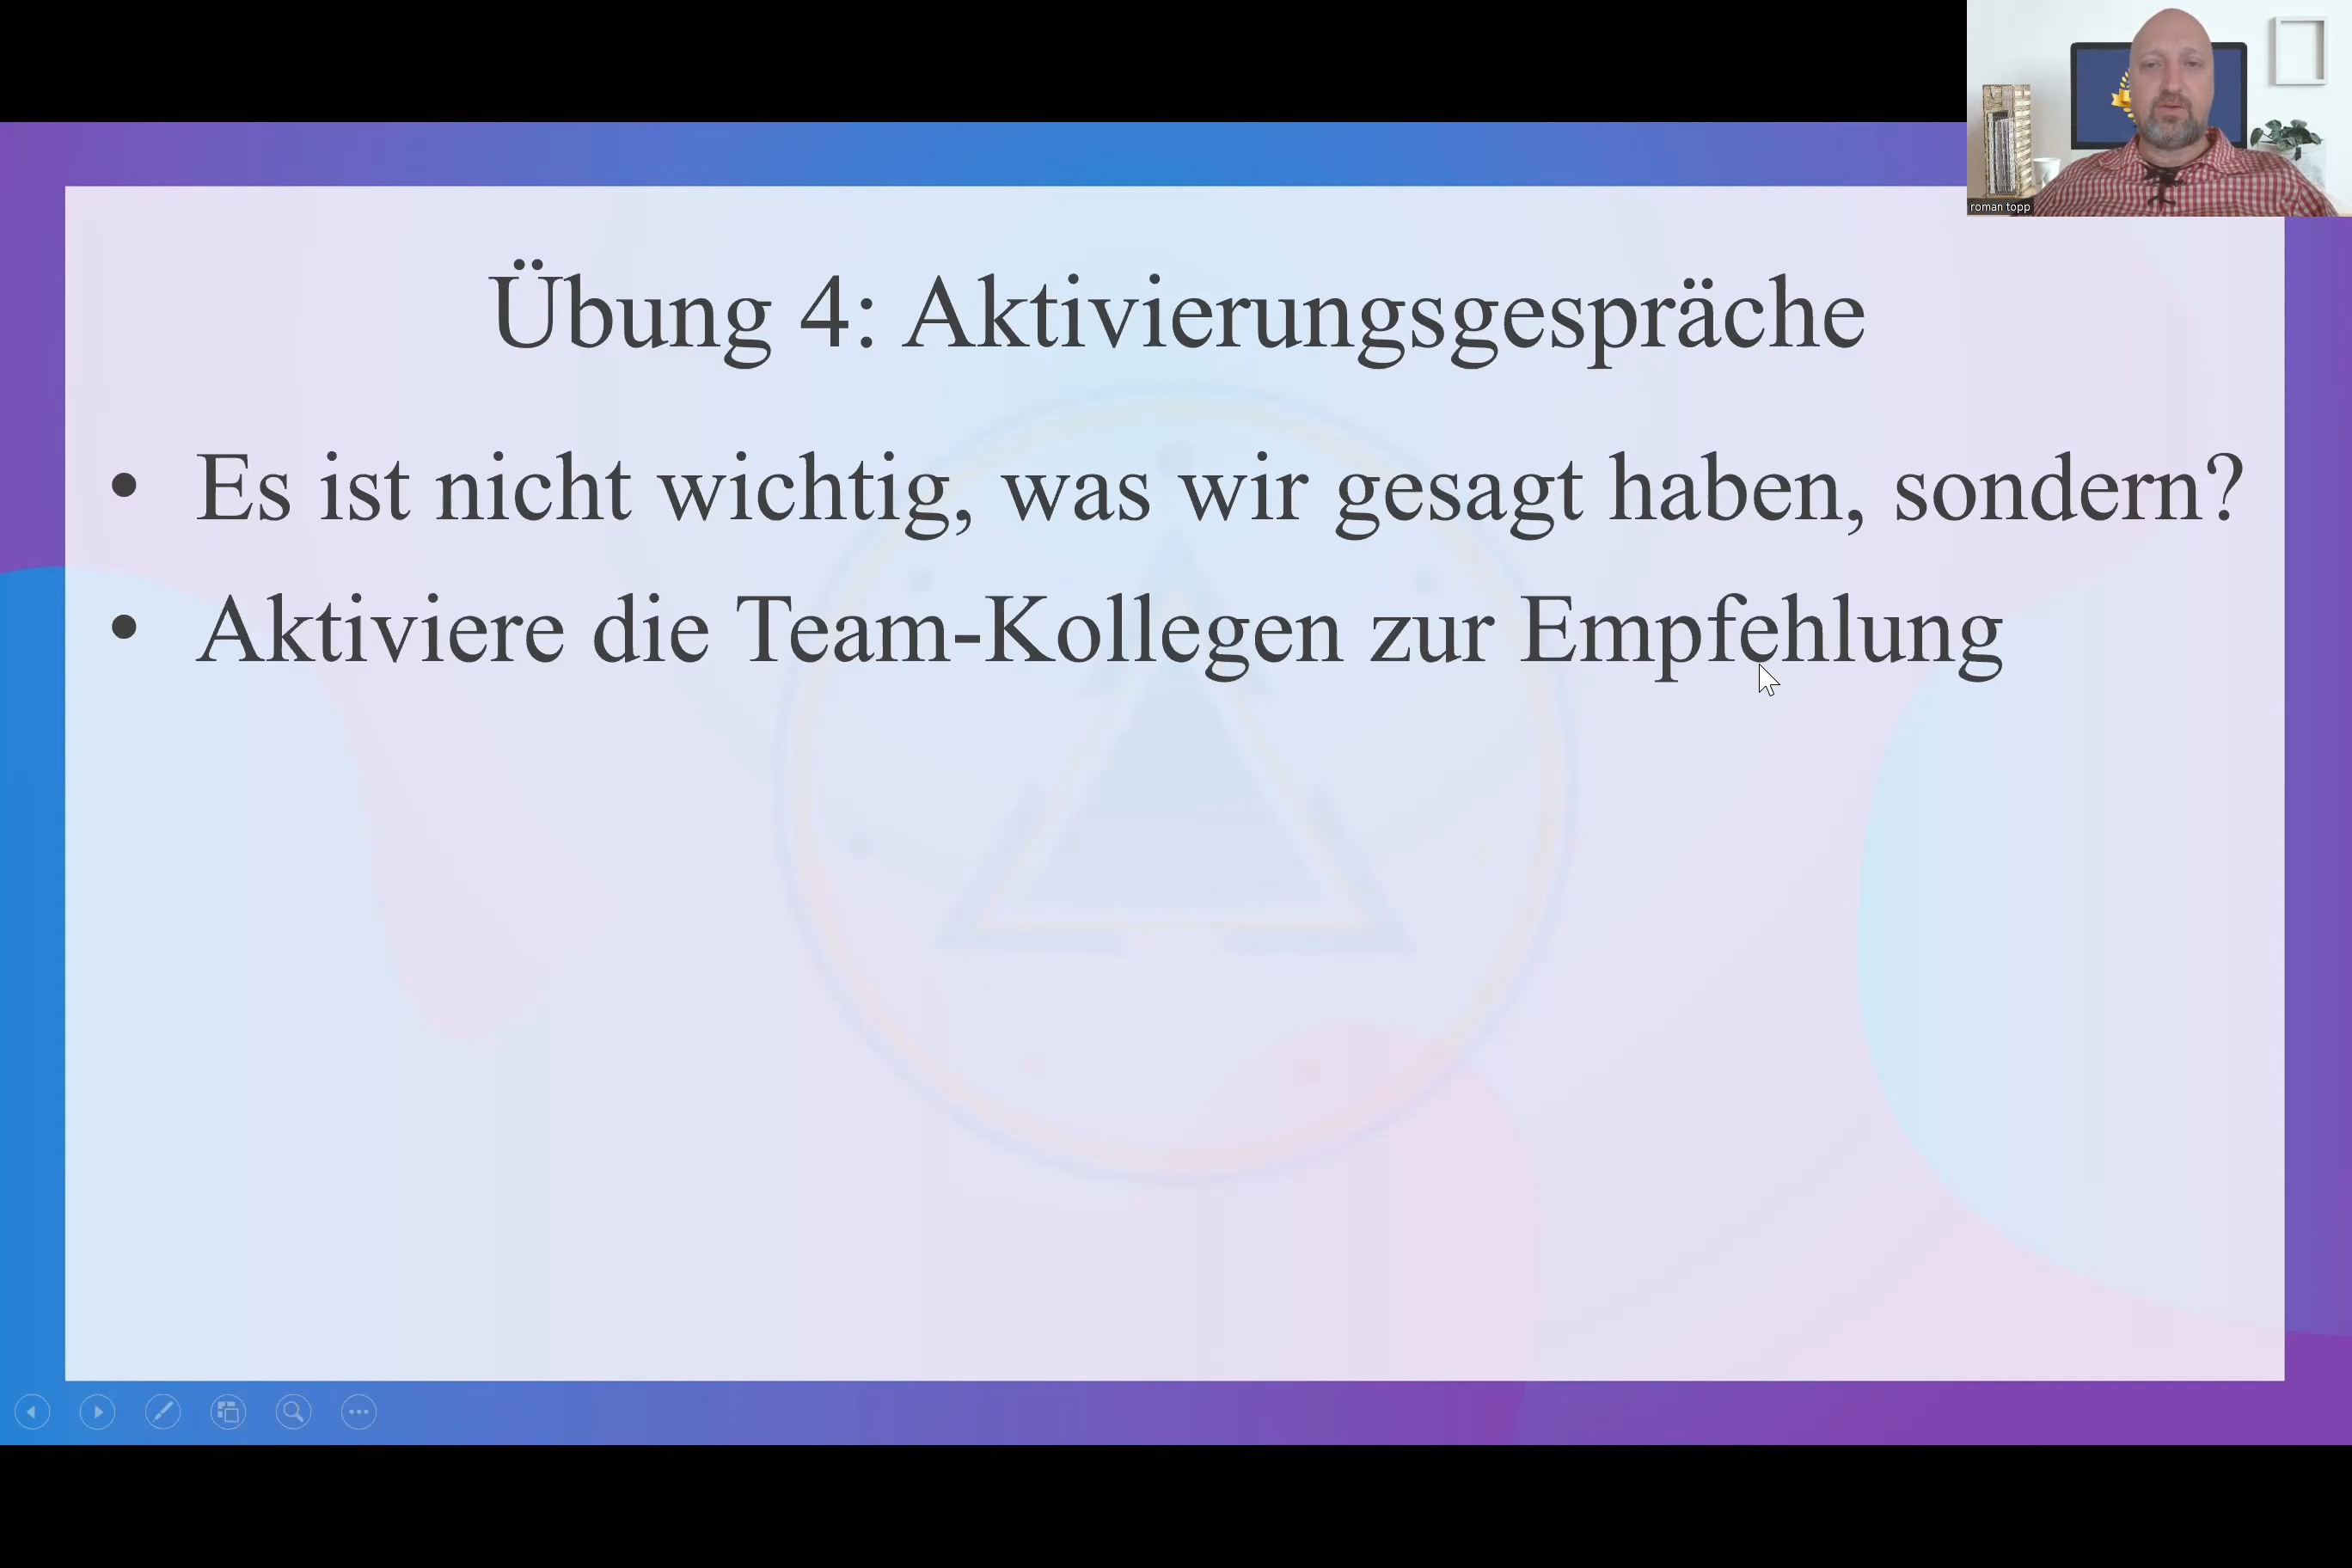 roman topp
Übung 4: Aktivierungsgespräche
• Es ist nicht wichtig, was wir gesagt haben, sondern?
• Aktiviere die Team-Kollegen zur Empfehlung